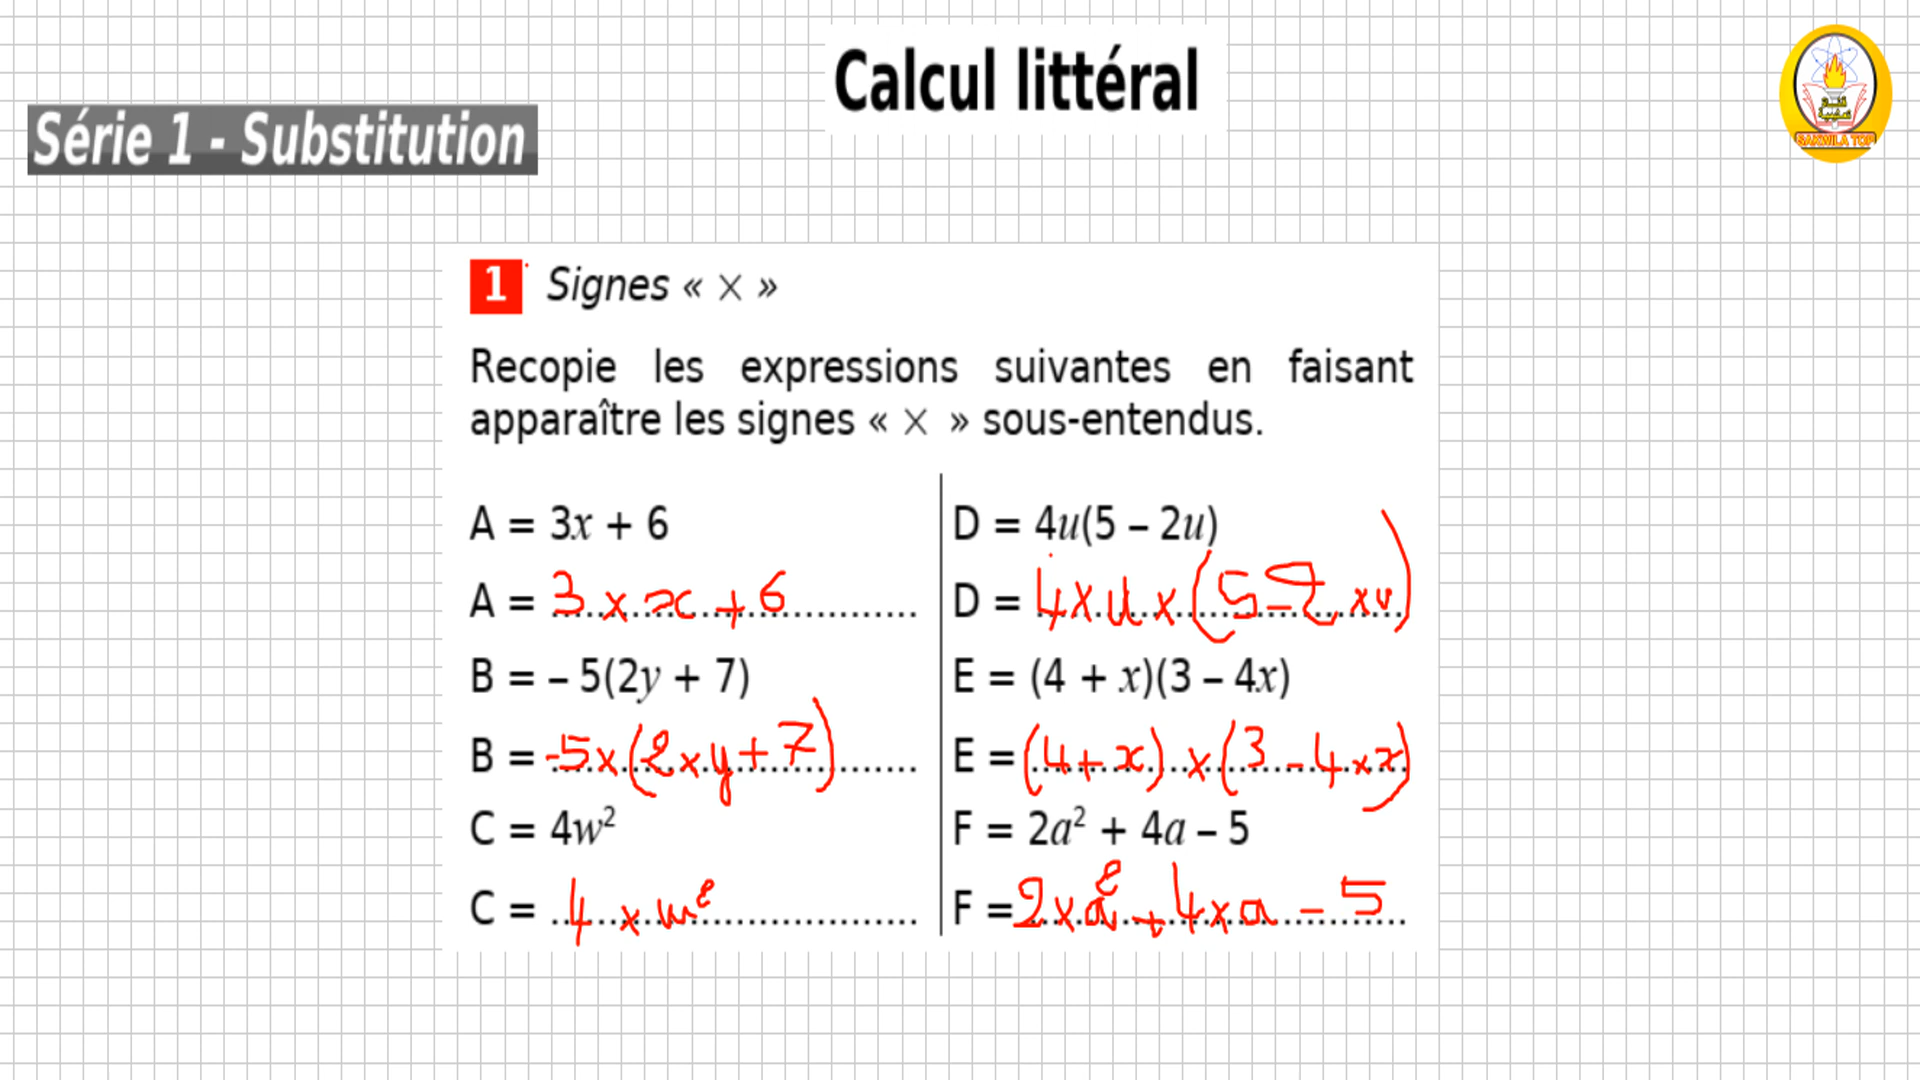 Calcul littéral
Série 1 - Substitution
SAKWILA TOP
1 Signes « × »
Recopie les expressions suivantes en faisant
apparaître les signes « × » sous-entendus.
A = 3x + 6
A = 3 × x + 6
B = – 5(2y + 7)
B = -5 × (2 × y + 7)
C = 4w²
C = 4 × w²
D = 4u(5 – 2u)
D = 4 × u × (5 - 2 × u)
E = (4 + x)(3 – 4x)
E = (4 + x) × (3 - 4 × x)
F = 2a² + 4a – 5
F = 2 × a² + 4 × a - 5